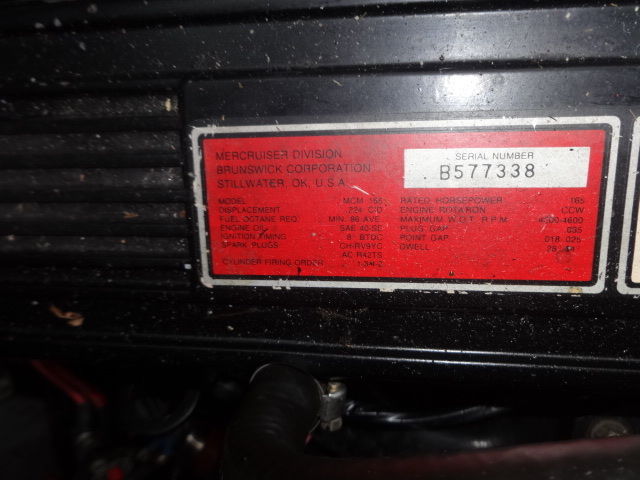 MERCRUISER DIVISION
BRUNSWICK CORPORATION
STILLWATER, OK, U.S.A.
SERIAL NUMBER
B577338
MODEL MCM 165
DISPLACEMENT 224 CID
FUEL OCTANE REQ. MIN. 86 AVE.
ENGINE OIL SAE 40-SE
IGNITION TIMING 8° BTDC
SPARK PLUGS CH-RV9YC
AC-R42TS
CYLINDER FIRING ORDER 1-3-4-2
RATED HORSEPOWER 165
ENGINE ROTATION CCW
MAXIMUM W.O.T. R.P.M. 4200-4600
PLUG GAP .035
POINT GAP .018-.025
DWELL